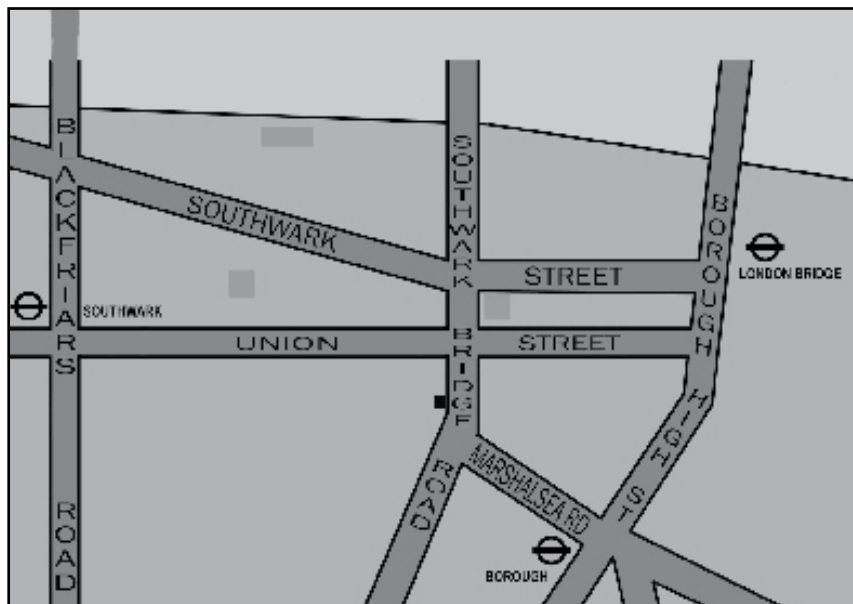 BLACKFRIARS ROAD
SOUTHWARK STREET
SOUTHWARK BRIDGE ROAD
BOROUGH HIGH ST
LONDON BRIDGE
SOUTHWARK
UNION STREET
MARSHALSEA RD
BOROUGH